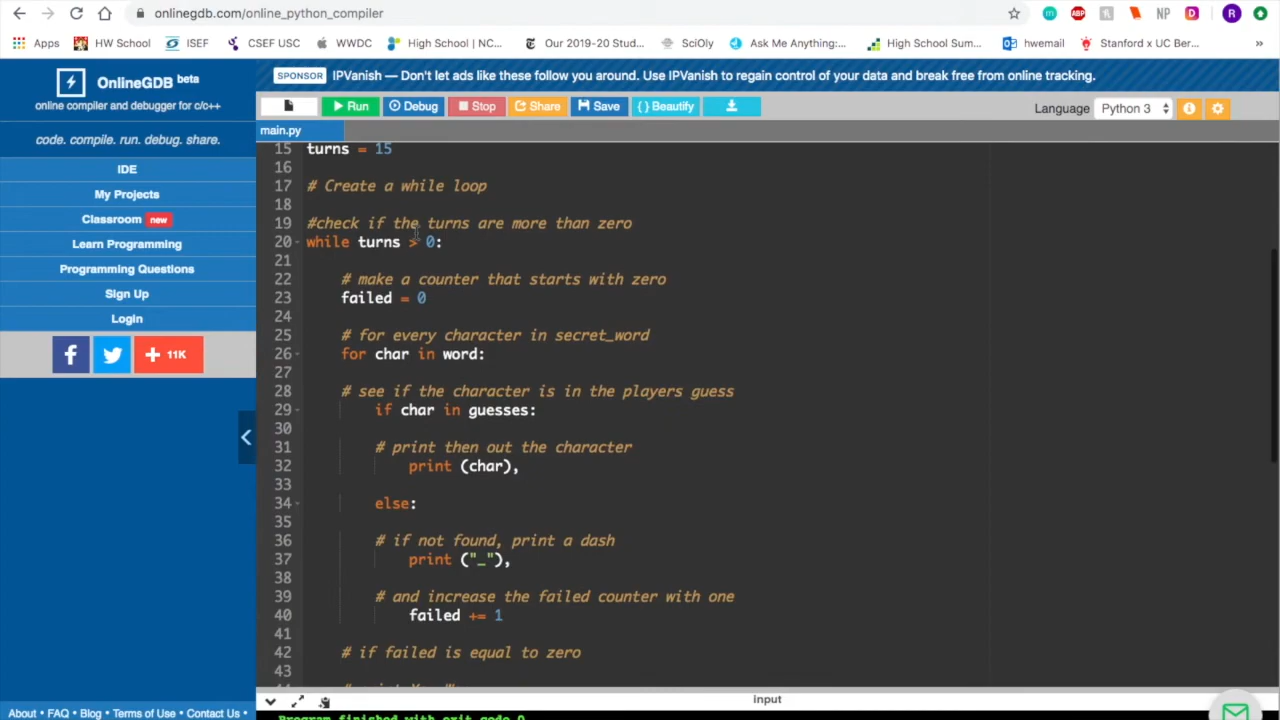 onlinegdb.com/online_python_compiler
ABP NP D R
Apps HW School ISEF CSEF USC WWDC High School | NC... Our 2019-20 Stud... SciOly Ask Me Anything:... High School Sum... hwemail Stanford x UC Ber... »
OnlineGDB beta
online compiler and debugger for c/c++
code. compile. run. debug. share.
IDE
My Projects
Classroom new
Learn Programming
Programming Questions
Sign Up
Login
f + 11K
About • FAQ • Blog • Terms of Use • Contact Us •
SPONSOR IPVanish — Don't let ads like these follow you around. Use IPVanish to regain control of your data and break free from online tracking.
Run Debug Stop Share Save { } Beautify Language Python 3
main.py
15 turns = 15
16
17 # Create a while loop
18
19 #check if the turns are more than zero
20 while turns > 0:
21
22 # make a counter that starts with zero
23 failed = 0
24
25 # for every character in secret_word
26 for char in word:
27
28 # see if the character is in the players guess
29 if char in guesses:
30
31 # print then out the character
32 print (char),
33
34 else:
35
36 # if not found, print a dash
37 print ("_"),
38
39 # and increase the failed counter with one
40 failed += 1
41
42 # if failed is equal to zero
43
input
Program finished with exit code 0